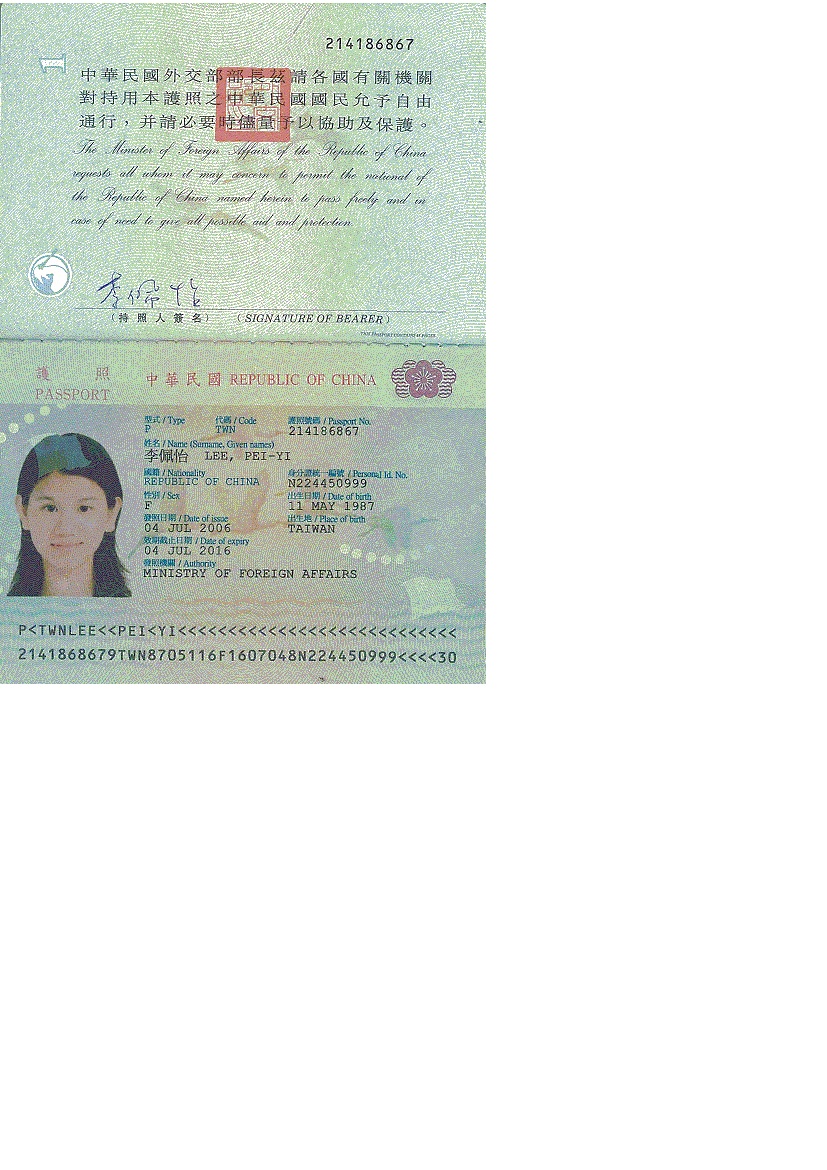 214186867
中華民國外交部部長茲請各國有關機關
對持用本護照之中華民國國民允予自由
通行，并請必要時儘量予以協助及保護。
The Minister of Foreign Affairs of the Republic of China
requests all whom it may concern to permit the national of
the Republic of China named herein to pass freely and in
case of need to give all possible aid and protection.
李佩怡
(持照人簽名) (SIGNATURE OF BEARER)
護照 中華民國 REPUBLIC OF CHINA
PASSPORT
型式 / Type 代碼 / Code 護照號碼 / Passport No.
P TWN 214186867
姓名 / Name (Surname, Given names)
李佩怡 LEE, PEI-YI
國籍 / Nationality 身分證統一編號 / Personal Id. No.
REPUBLIC OF CHINA N224450999
性別 / Sex 出生日期 / Date of birth
F 11 MAY 1987
發照日期 / Date of issue 出生地 / Place of birth
04 JUL 2006 TAIWAN
效期截止日期 / Date of expiry
04 JUL 2016
發照機關 / Authority
MINISTRY OF FOREIGN AFFAIRS
P<TWNLEE<<PEI<YI<<<<<<<<<<<<<<<<<<<<<<<<<<<<
2141868679TWN8705116F1607048N224450999<<<<30